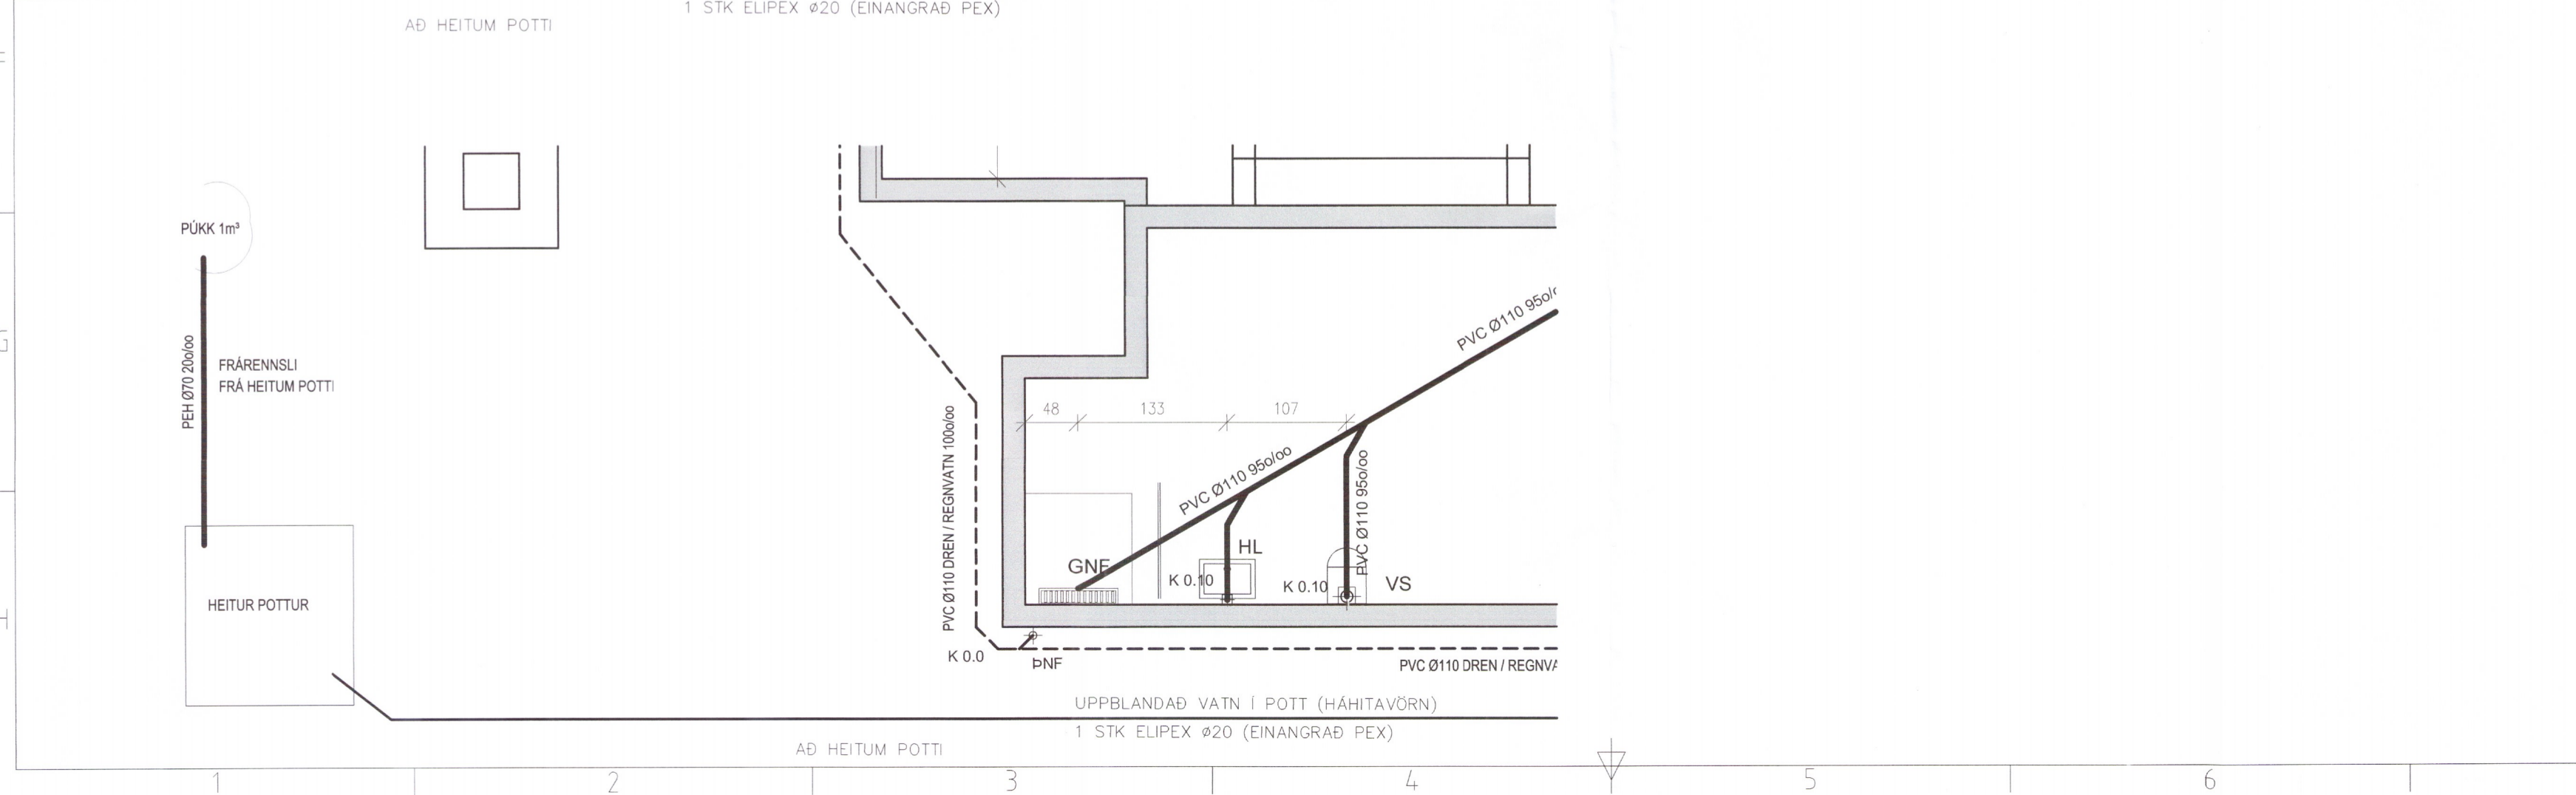 1 STK ELIPEX ø20 (EINANGRAÐ PEX)
AÐ HEITUM POTTI
PÚKK 1m³
PEH Ø70 20o/oo
FRÁRENNSLI
FRÁ HEITUM POTTI
HEITUR POTTUR
PVC Ø110 DREN / REGNVATN 100o/oo
48
133
107
PVC Ø110 95o/o
PVC Ø110 95o/oo
PVC Ø110 95o/oo
GNF
HL
K 0.10
K 0.10
VS
K 0.0
ÞNF
PVC Ø110 DREN / REGNVA
UPPBLANDAÐ VATN Í POTT (HÁHITAVÖRN)
1 STK ELIPEX ø20 (EINANGRAÐ PEX)
AÐ HEITUM POTTI
1
2
3
4
5
6